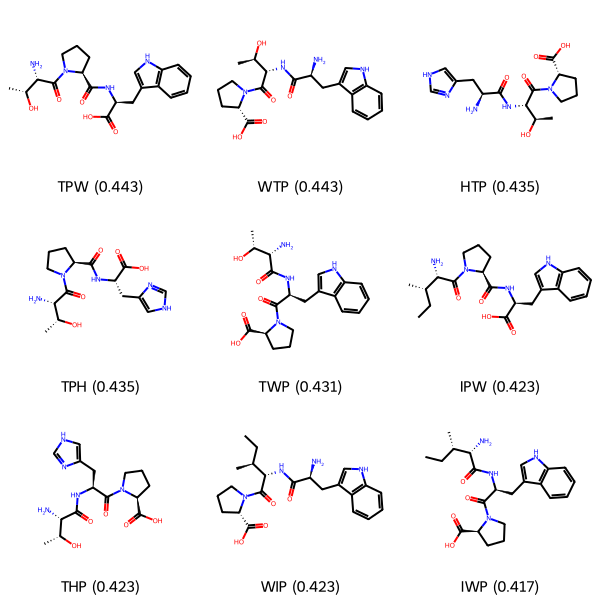 TPW (0.443)
WTP (0.443)
HTP (0.435)
TPH (0.435)
TWP (0.431)
IPW (0.423)
THP (0.423)
WIP (0.423)
IWP (0.417)